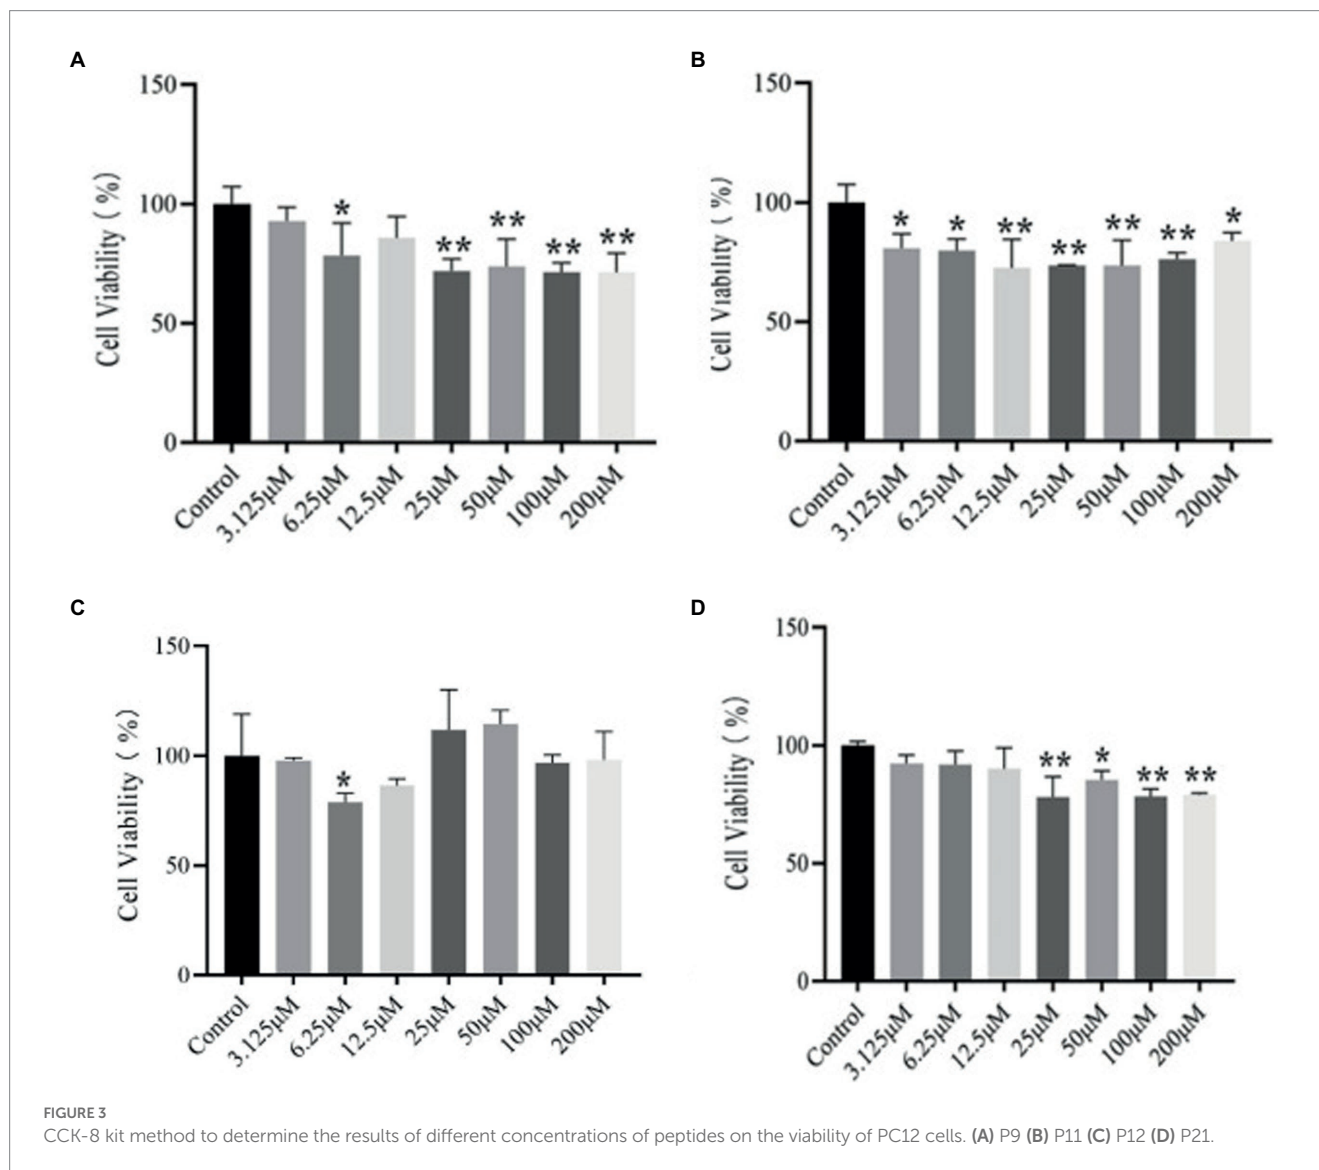 A
150
100
50
0
Cell Viability ( %)
*
**
**
**
**
Control
3.125μM
6.25μM
12.5μM
25μM
50μM
100μM
200μM
B
150
100
50
0
Cell Viability ( %)
*
*
**
**
**
**
*
Control
3.125μM
6.25μM
12.5μM
25μM
50μM
100μM
200μM
C
150
100
50
0
Cell Viability ( %)
*
Control
3.125μM
6.25μM
12.5μM
25μM
50μM
100μM
200μM
D
150
100
50
0
Cell Viability ( %)
**
*
**
**
Control
3.125μM
6.25μM
12.5μM
25μM
50μM
100μM
200μM
FIGURE 3
CCK-8 kit method to determine the results of different concentrations of peptides on the viability of PC12 cells. (A) P9 (B) P11 (C) P12 (D) P21.